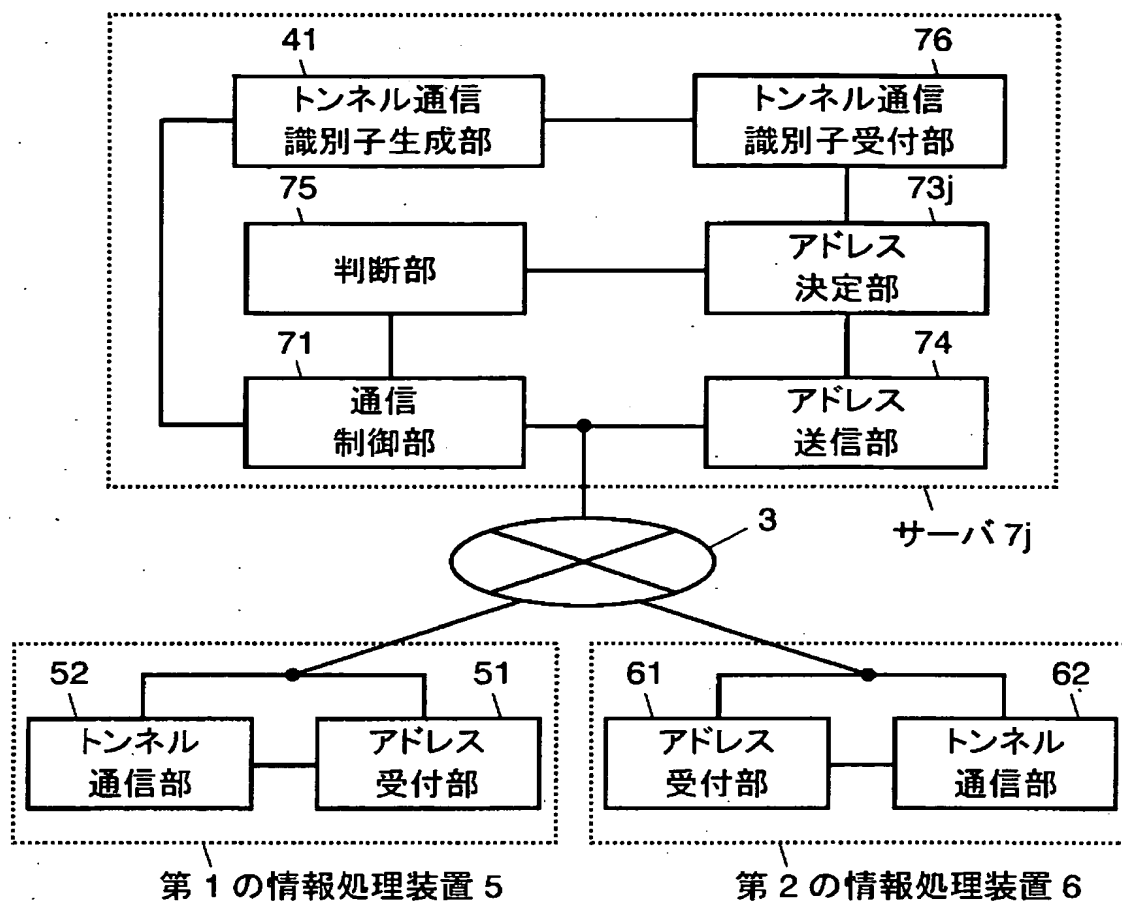 41
トンネル通信
識別子生成部
76
トンネル通信
識別子受付部
75
判断部
73j
アドレス
決定部
71
通信
制御部
74
アドレス
送信部
サーバ 7j
3
52
トンネル
通信部
51
アドレス
受付部
61
アドレス
受付部
62
トンネル
通信部
第 1 の情報処理装置 5
第 2 の情報処理装置 6